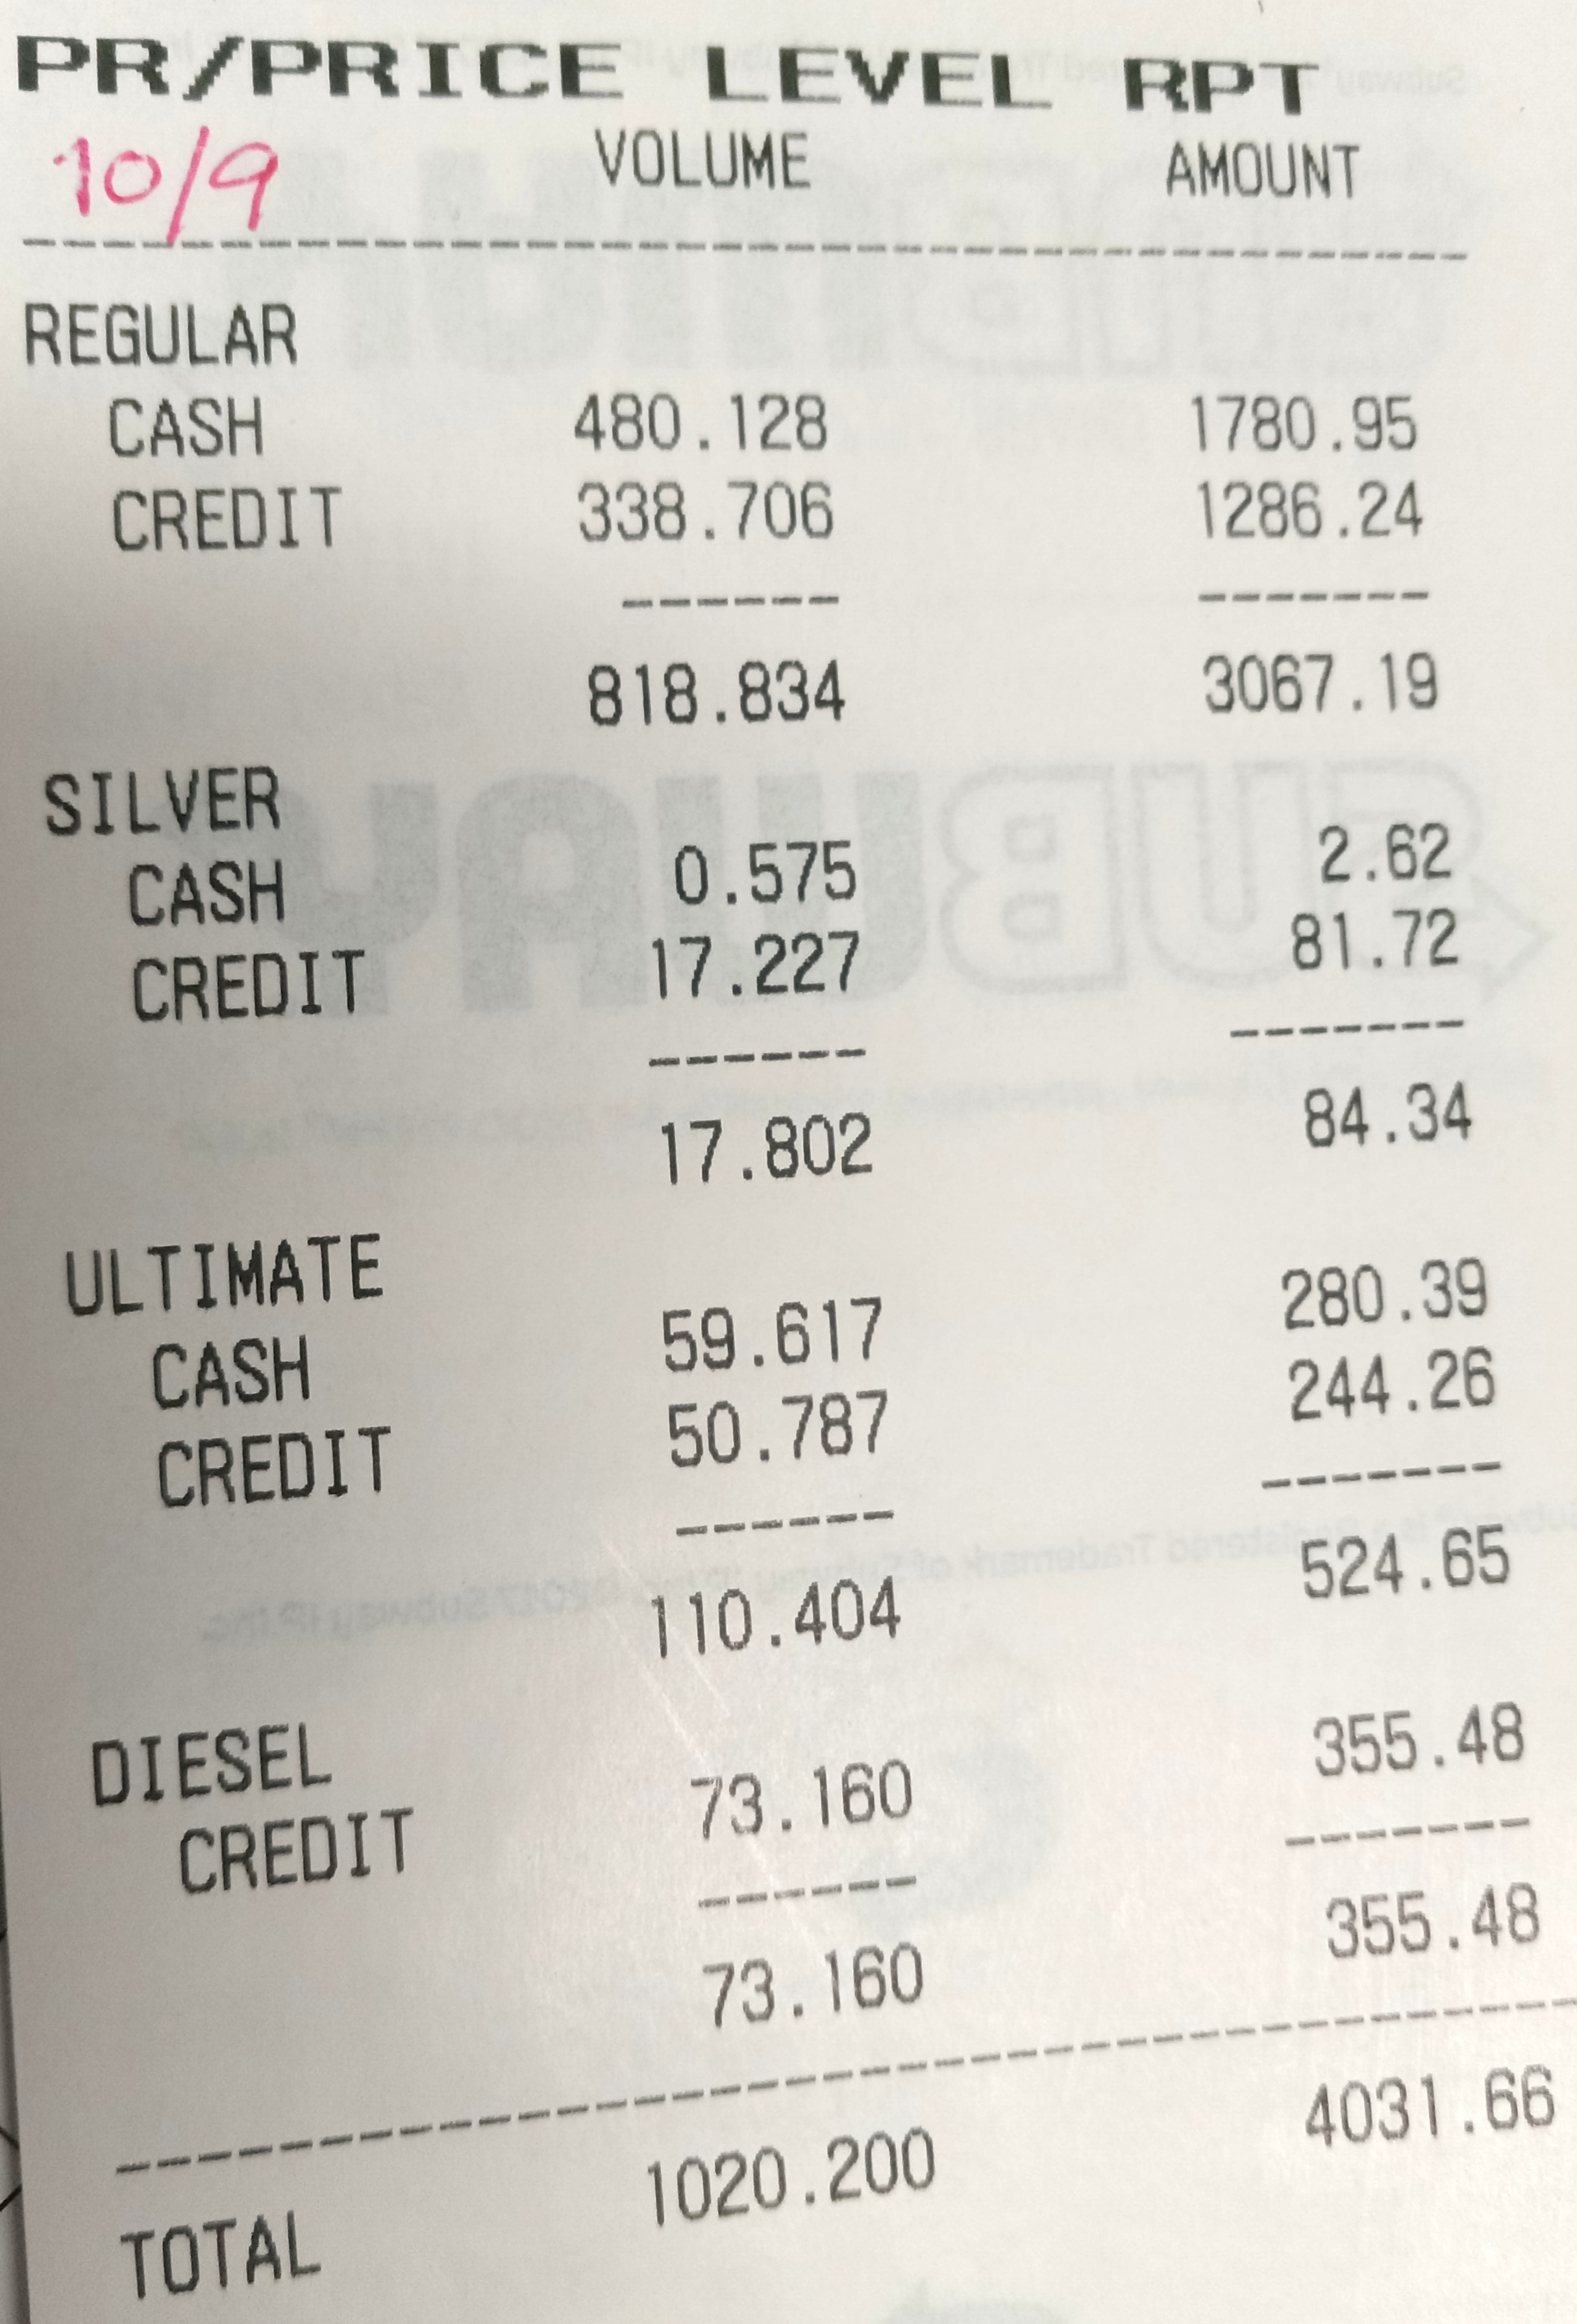 PR/PRICE LEVEL RPT
10/9 VOLUME AMOUNT
REGULAR
CASH 480.128 1780.95
CREDIT 338.706 1286.24
818.834 3067.19
SILVER
CASH 0.575 2.62
CREDIT 17.227 81.72
17.802 84.34
ULTIMATE
CASH 59.617 280.39
CREDIT 50.787 244.26
110.404 524.65
DIESEL
CREDIT 73.160 355.48
73.160 355.48
TOTAL 1020.200 4031.66